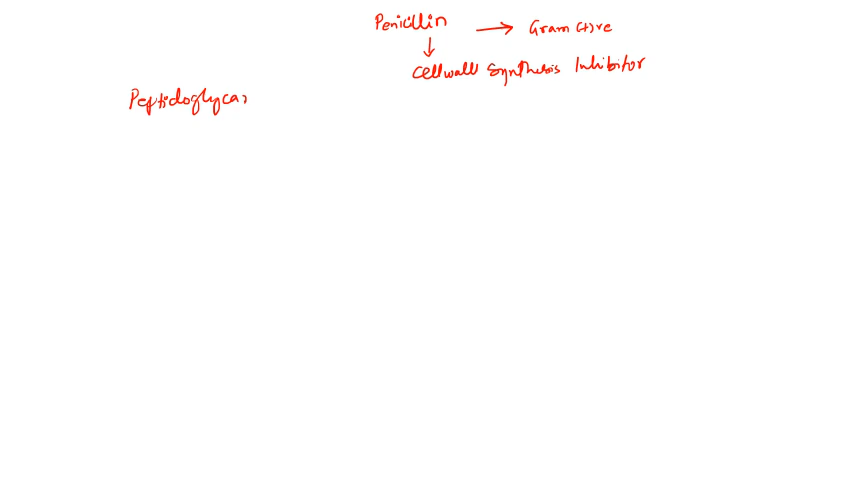 Penicillin → Gram (+)ve
↓
Cellwall Synthesis Inhibitor
Peptidoglycan